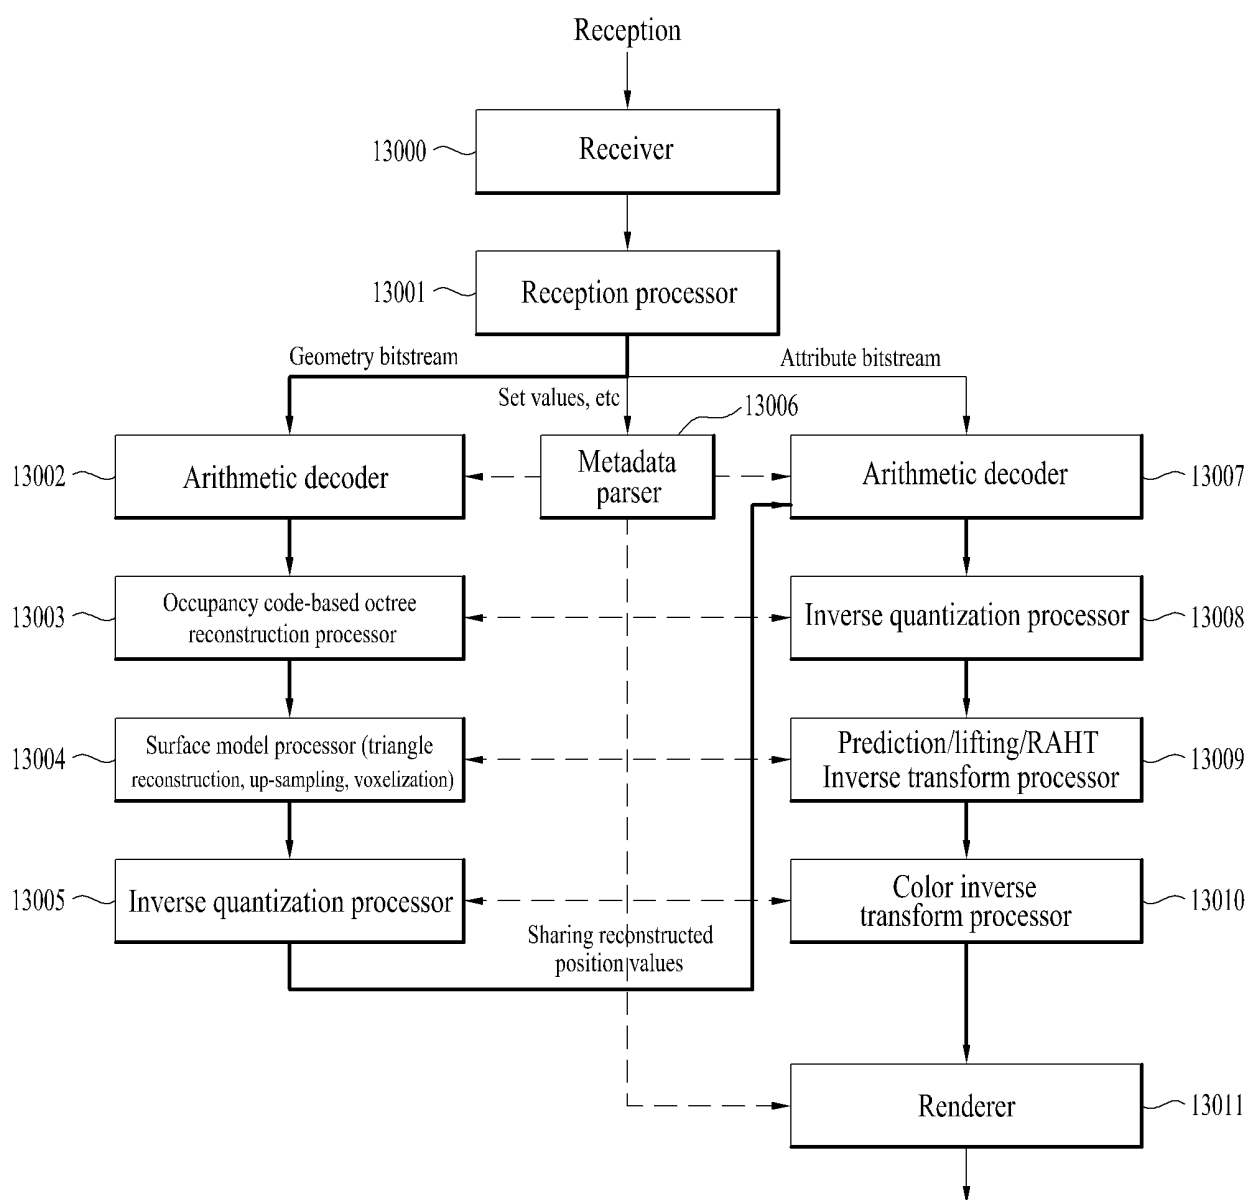 Reception
13000
Receiver
13001
Reception processor
Geometry bitstream
Attribute bitstream
Set values, etc
13006
13002
Arithmetic decoder
Metadata
parser
Arithmetic decoder
13007
13003
Occupancy code-based octree
reconstruction processor
Inverse quantization processor
13008
13004
Surface model processor (triangle
reconstruction, up-sampling, voxelization)
Prediction/lifting/RAHT
Inverse transform processor
13009
13005
Inverse quantization processor
Color inverse
transform processor
13010
Sharing reconstructed
position values
Renderer
13011